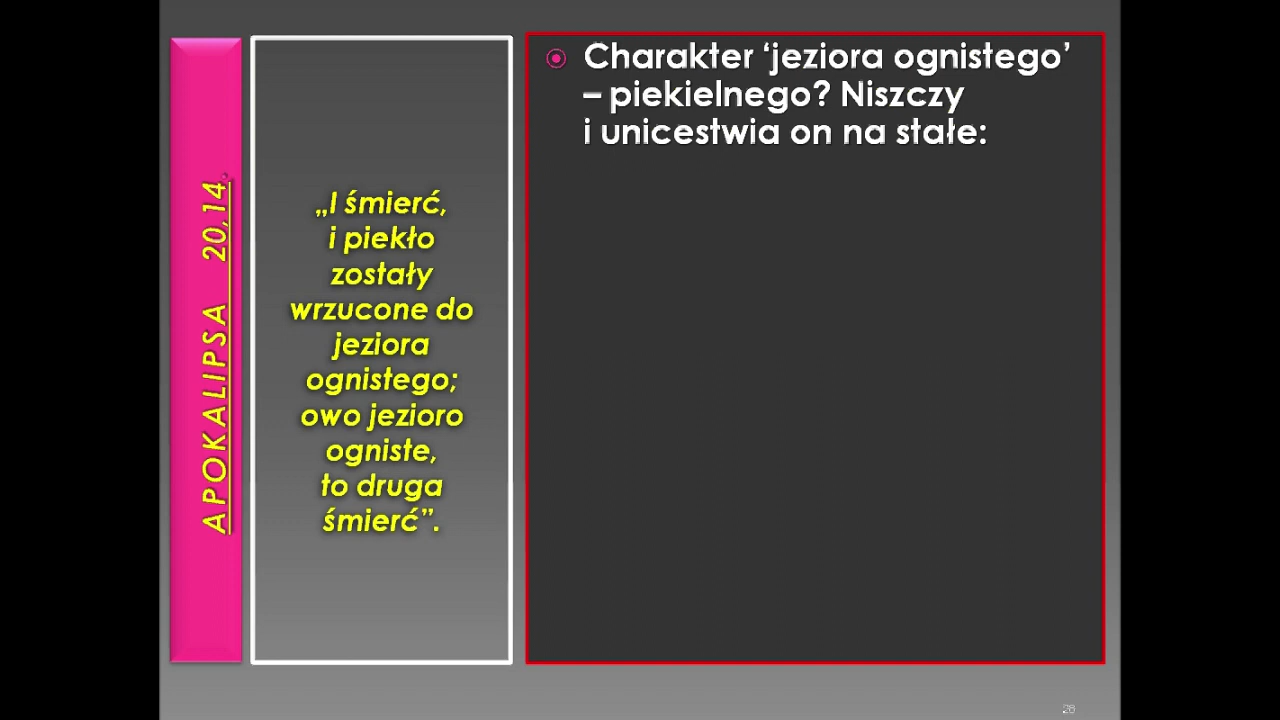 APOKALIPSA 20,14.
„I śmierć,
i piekło
zostały
wrzucone do
jeziora
ognistego;
owo jezioro
ogniste,
to druga
śmierć”.
Charakter ‘jeziora ognistego’
– piekielnego? Niszczy
i unicestwia on na stałe:
28